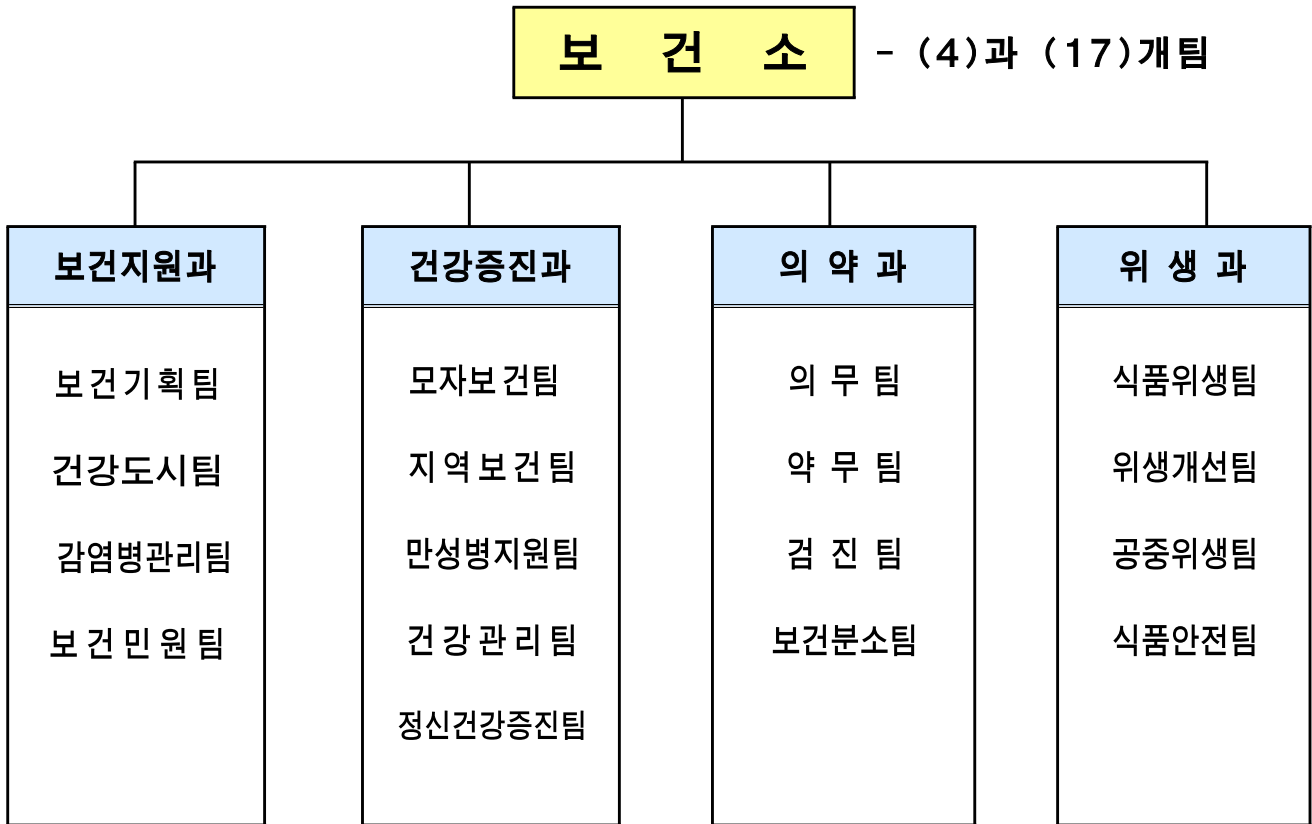 보 건 소 - (4)과 (17)개팀
보건지원과
보건기획팀
건강도시팀
감염병관리팀
보건민원팀
건강증진과
모자보건팀
지역보건팀
만성병지원팀
건강관리팀
정신건강증진팀
의 약 과
의 무 팀
약 무 팀
검 진 팀
보건분소팀
위 생 과
식품위생팀
위생개선팀
공중위생팀
식품안전팀